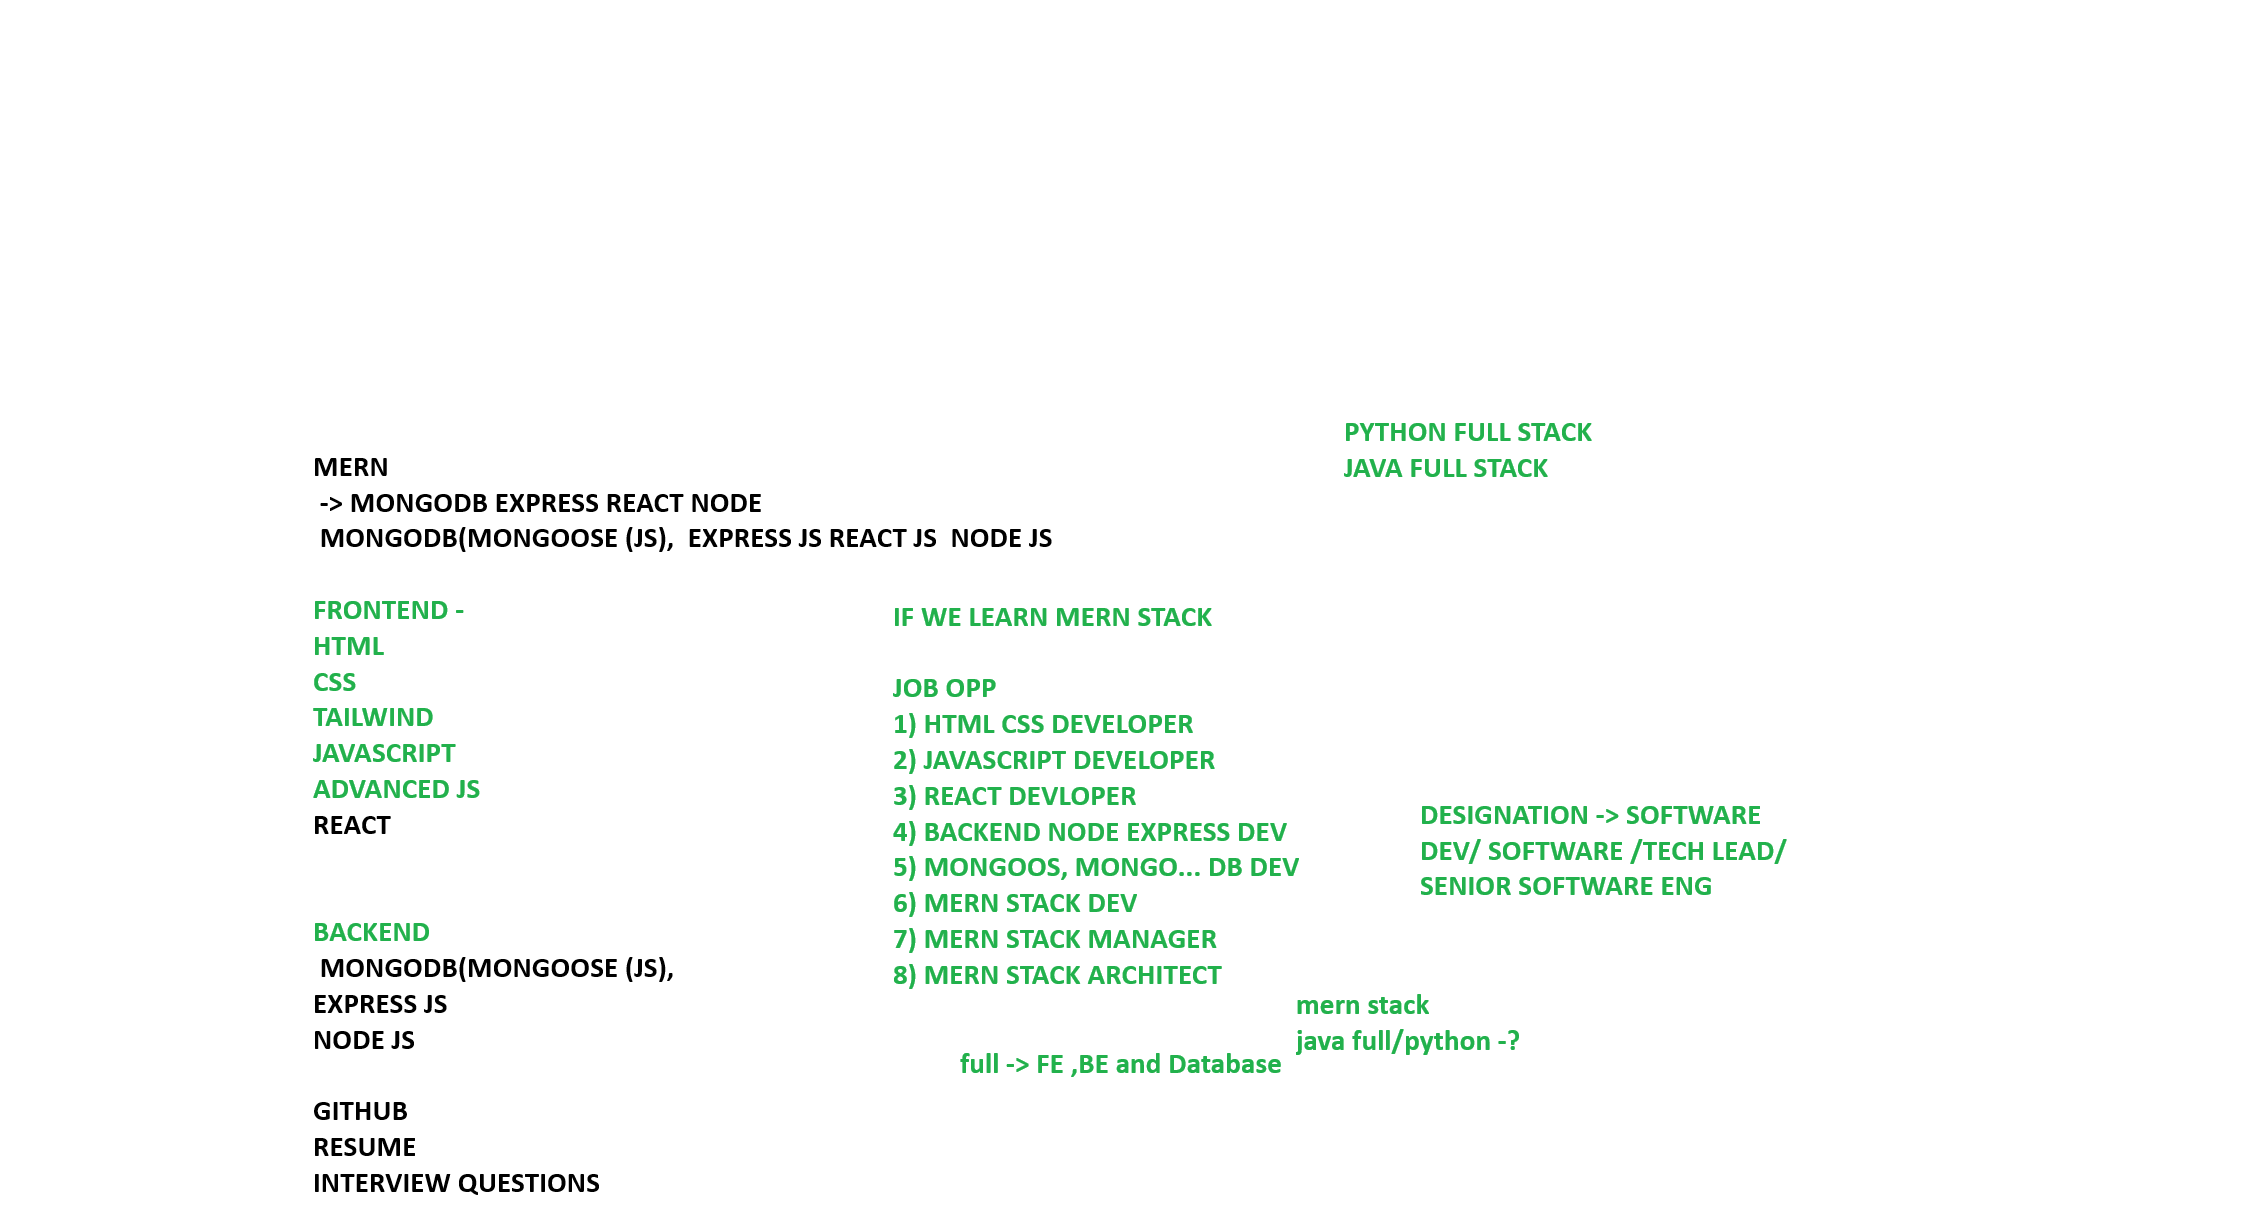 PYTHON FULL STACK
JAVA FULL STACK
MERN
-> MONGODB EXPRESS REACT NODE
MONGODB(MONGOOSE (JS),  EXPRESS JS REACT JS  NODE JS
FRONTEND -
HTML
CSS
TAILWIND
JAVASCRIPT
ADVANCED JS
REACT
BACKEND
MONGODB(MONGOOSE (JS),
EXPRESS JS
NODE JS
GITHUB
RESUME
INTERVIEW QUESTIONS
IF WE LEARN MERN STACK
JOB OPP
1) HTML CSS DEVELOPER
2) JAVASCRIPT DEVELOPER
3) REACT DEVLOPER
4) BACKEND NODE EXPRESS DEV
5) MONGOOS, MONGO... DB DEV
6) MERN STACK DEV
7) MERN STACK MANAGER
8) MERN STACK ARCHITECT
full -> FE ,BE and Database
DESIGNATION -> SOFTWARE
DEV/ SOFTWARE /TECH LEAD/
SENIOR SOFTWARE ENG
mern stack
java full/python -?